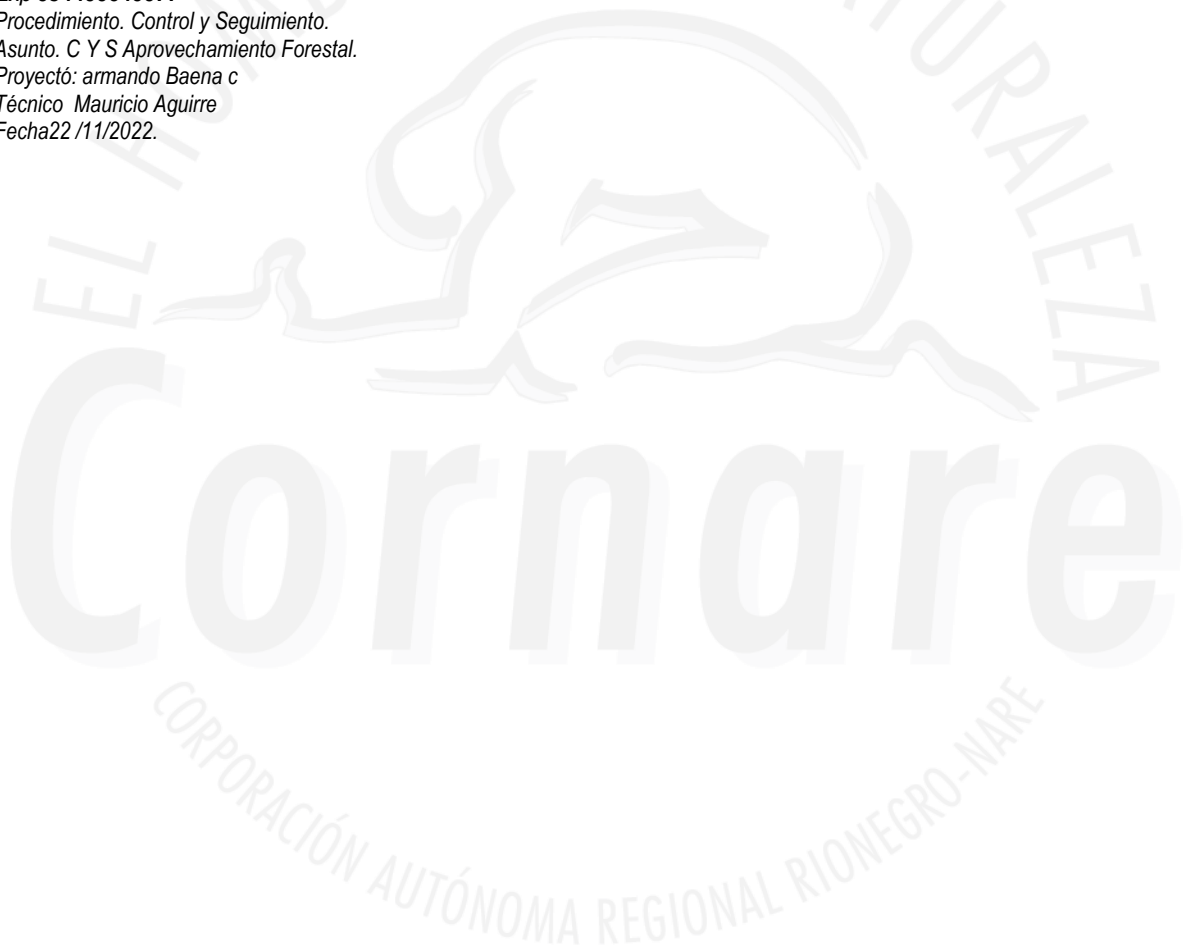 Procedimiento. Control y Seguimiento.
Asunto. C Y S Aprovechamiento Forestal.
Proyectó: armando Baena c
Técnico Mauricio Aguirre
Fecha22 /11/2022.
Cornare
CORPORACIÓN AUTÓNOMA REGIONAL RIONEGRO-NARE